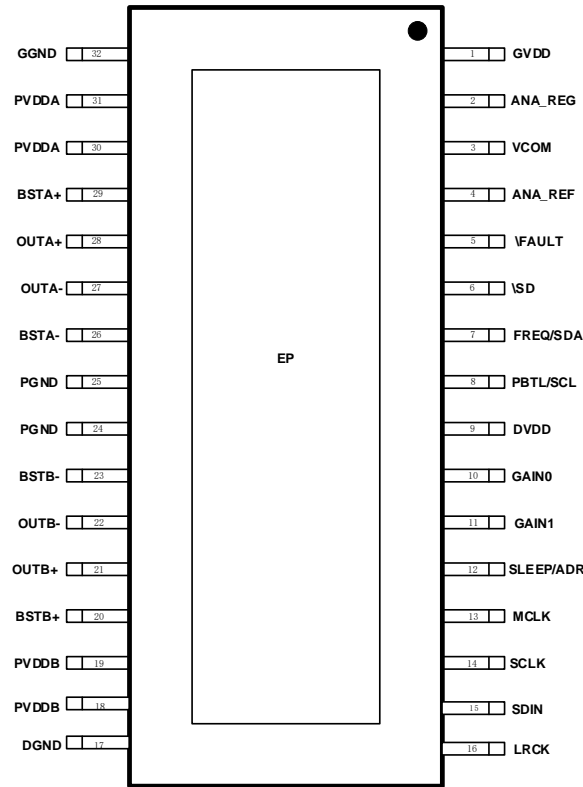 GGND 32 1 GVDD
PVDDA 31 2 ANA_REG
PVDDA 30 3 VCOM
BSTA+ 29 4 ANA_REF
OUTA+ 28 5 \FAULT
OUTA- 27 6 \SD
BSTA- 26 7 FREQ/SDA
EP
PGND 25 8 PBTL/SCL
PGND 24 9 DVDD
BSTB- 23 10 GAIN0
OUTB- 22 11 GAIN1
OUTB+ 21 12 SLEEP/ADR
BSTB+ 20 13 MCLK
PVDDB 19 14 SCLK
PVDDB 18 15 SDIN
DGND 17 16 LRCK